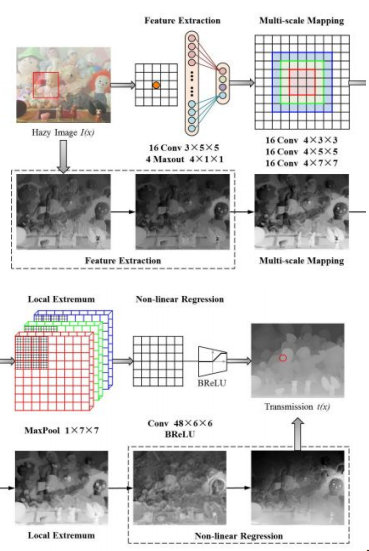 Feature Extraction
Multi-scale Mapping
Hazy Image I(x)
16 Conv 3×5×5
4 Maxout 4×1×1
16 Conv 4×3×3
16 Conv 4×5×5
16 Conv 4×7×7
Feature Extraction
Multi-scale Mapping
Local Extremum
Non-linear Regression
BReLU
Transmission t(x)
MaxPool 1×7×7
Conv 48×6×6
BReLU
Local Extremum
Non-linear Regression